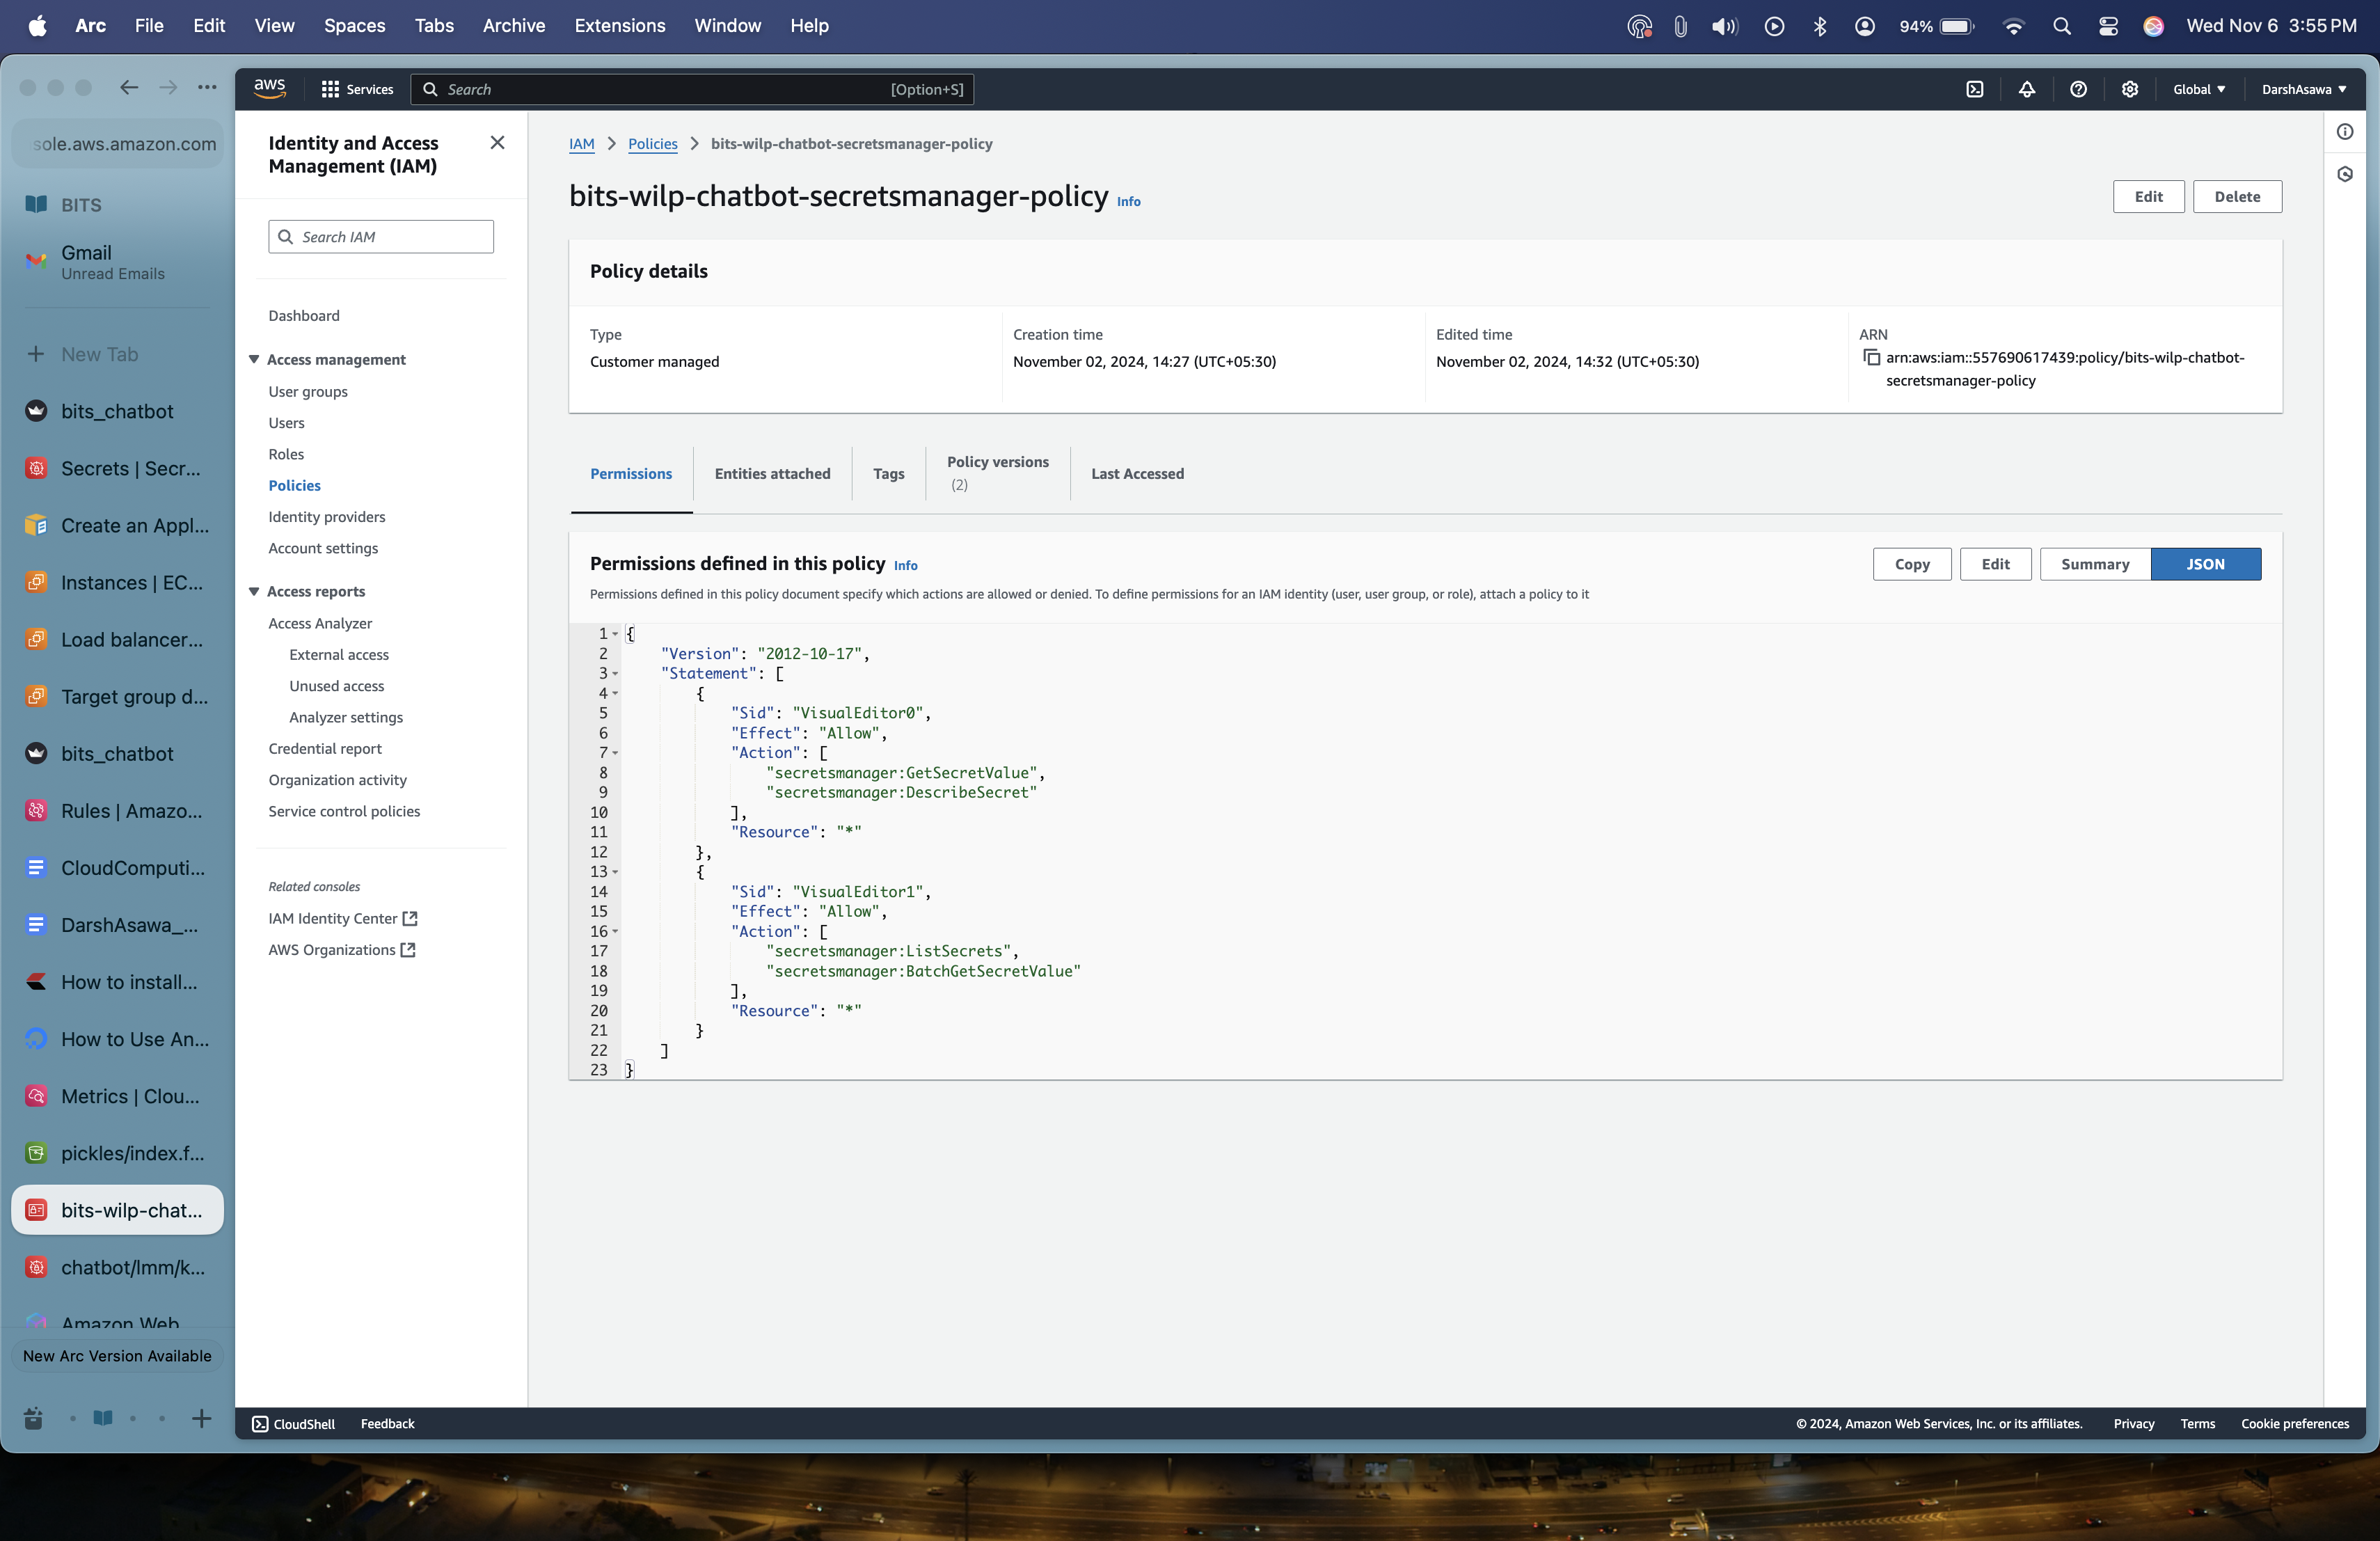 Arc File Edit View Spaces Tabs Archive Extensions Window Help 94% Wed Nov 6 3:55 PM
sole.aws.amazon.com
BITS
Gmail
Unread Emails
New Tab
bits_chatbot
Secrets | Secr...
Create an Appl...
Instances | EC...
Load balancer...
Target group d...
bits_chatbot
Rules | Amazo...
CloudComputi...
DarshAsawa_...
How to install...
How to Use An...
Metrics | Clou...
pickles/index.f...
bits-wilp-chat...
chatbot/lmm/k...
Amazon Web
New Arc Version Available
aws Services Search [Option+S] Global DarshAsawa
Identity and Access
Management (IAM)
Search IAM
Dashboard
Access management
User groups
Users
Roles
Policies
Identity providers
Account settings
Access reports
Access Analyzer
External access
Unused access
Analyzer settings
Credential report
Organization activity
Service control policies
Related consoles
IAM Identity Center
AWS Organizations
IAM > Policies > bits-wilp-chatbot-secretsmanager-policy
bits-wilp-chatbot-secretsmanager-policy Info
Edit Delete
Policy details
Type
Customer managed
Creation time
November 02, 2024, 14:27 (UTC+05:30)
Edited time
November 02, 2024, 14:32 (UTC+05:30)
ARN
arn:aws:iam::557690617439:policy/bits-wilp-chatbot-
secretsmanager-policy
Permissions
Entities attached
Tags
Policy versions
(2)
Last Accessed
Permissions defined in this policy Info
Copy Edit Summary JSON
Permissions defined in this policy document specify which actions are allowed or denied. To define permissions for an IAM identity (user, user group, or role), attach a policy to it
1 {
2 "Version": "2012-10-17",
3 "Statement": [
4 {
5 "Sid": "VisualEditor0",
6 "Effect": "Allow",
7 "Action": [
8 "secretsmanager:GetSecretValue",
9 "secretsmanager:DescribeSecret"
10 ],
11 "Resource": "*"
12 },
13 {
14 "Sid": "VisualEditor1",
15 "Effect": "Allow",
16 "Action": [
17 "secretsmanager:ListSecrets",
18 "secretsmanager:BatchGetSecretValue"
19 ],
20 "Resource": "*"
21 }
22 ]
23 }
CloudShell Feedback © 2024, Amazon Web Services, Inc. or its affiliates. Privacy Terms Cookie preferences